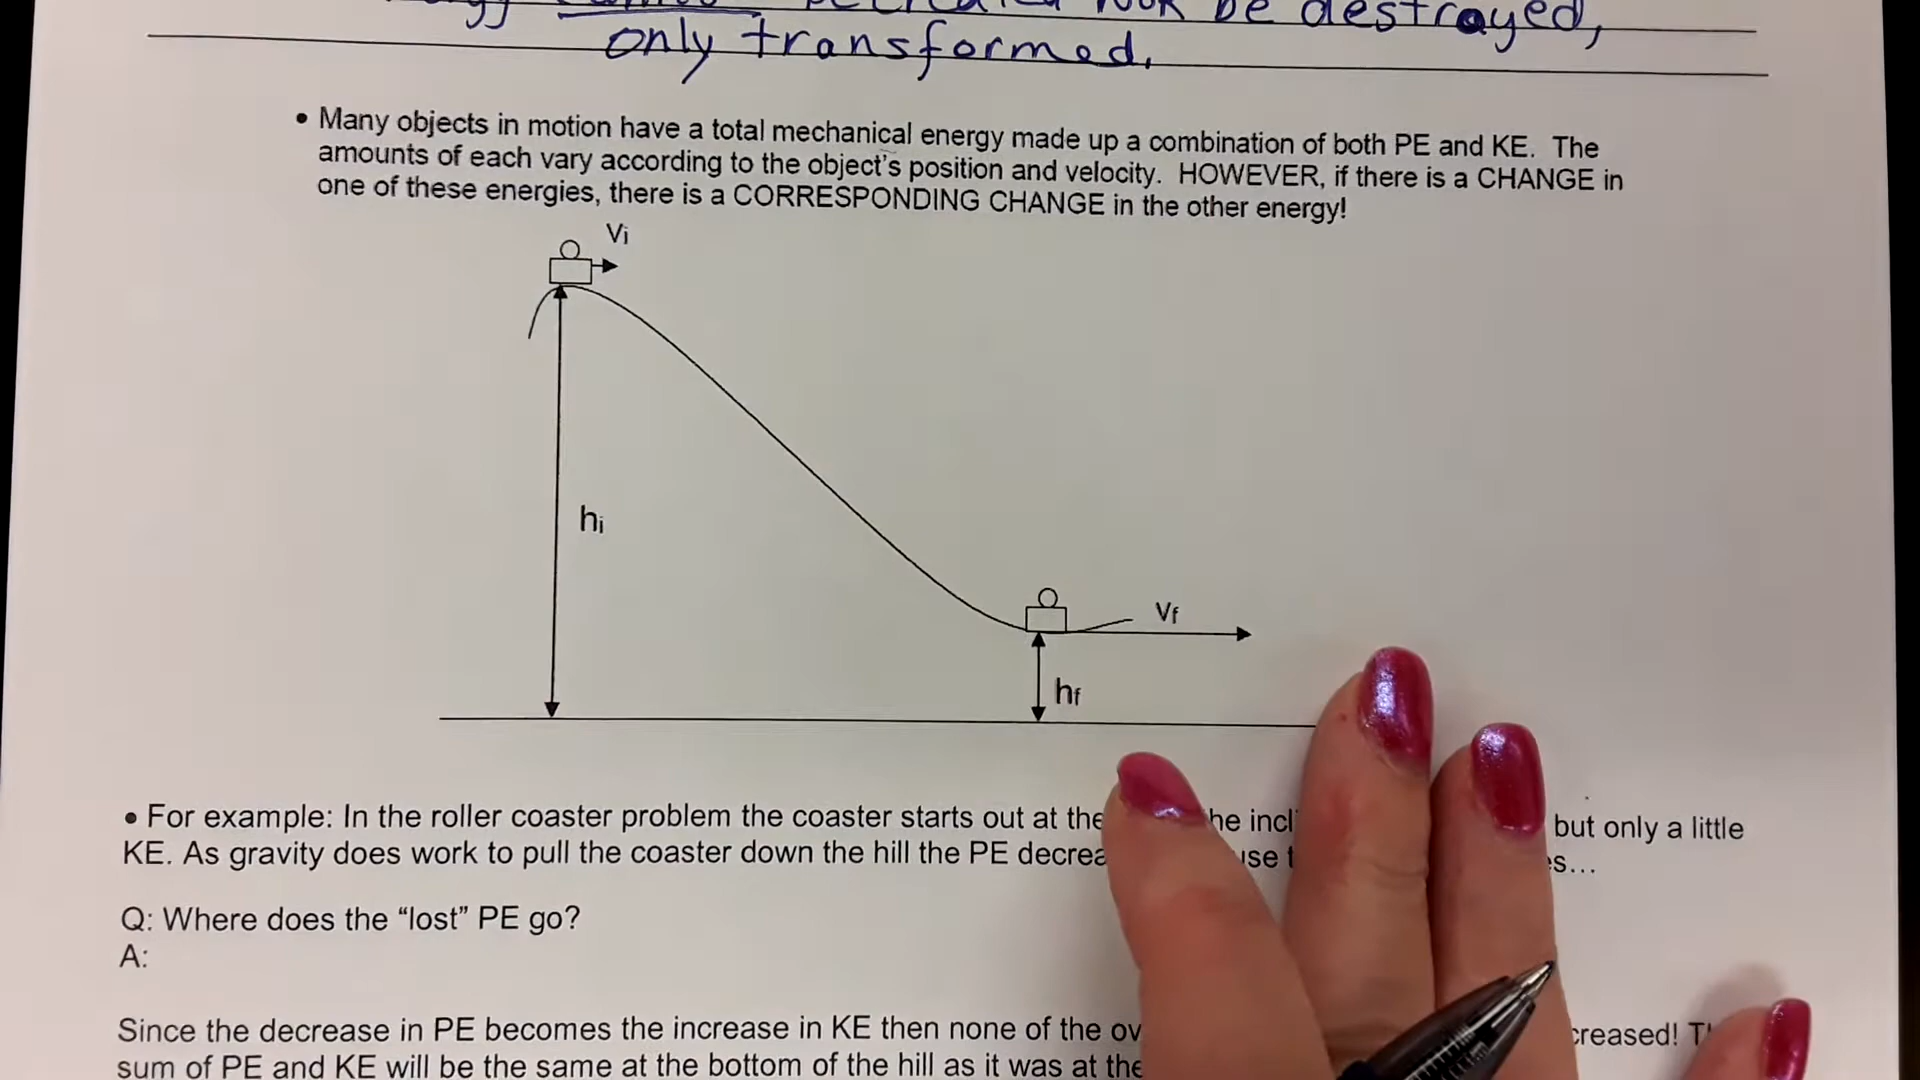 be destroyed,
only transformed.
• Many objects in motion have a total mechanical energy made up a combination of both PE and KE. The
amounts of each vary according to the object's position and velocity. HOWEVER, if there is a CHANGE in
one of these energies, there is a CORRESPONDING CHANGE in the other energy!
Vi
hi
Vf
hf
• For example: In the roller coaster problem the coaster starts out at the but only a little
KE. As gravity does work to pull the coaster down the hill the PE
Q: Where does the “lost” PE go?
A:
Since the decrease in PE becomes the increase in KE then none of the
sum of PE and KE will be the same at the bottom of the hill as it was at the